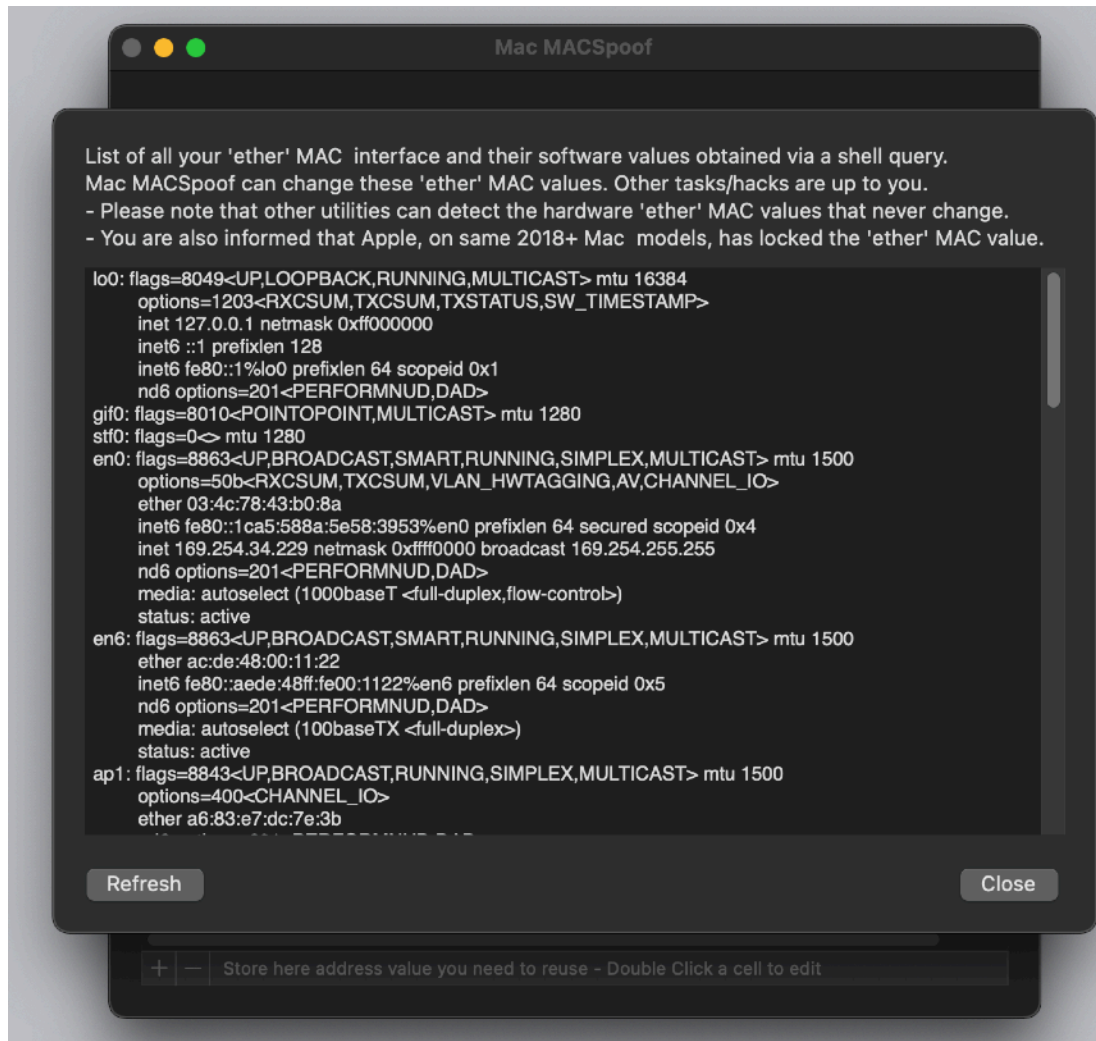 Mac MACSpoof
List of all your 'ether' MAC  interface and their software values obtained via a shell query.
Mac MACSpoof can change these 'ether' MAC values. Other tasks/hacks are up to you.
- Please note that other utilities can detect the hardware 'ether' MAC values that never change.
- You are also informed that Apple, on same 2018+ Mac  models, has locked the 'ether' MAC value.
lo0: flags=8049<UP,LOOPBACK,RUNNING,MULTICAST> mtu 16384
options=1203<RXCSUM,TXCSUM,TXSTATUS,SW_TIMESTAMP>
inet 127.0.0.1 netmask 0xff000000
inet6 ::1 prefixlen 128
inet6 fe80::1%lo0 prefixlen 64 scopeid 0x1
nd6 options=201<PERFORMNUD,DAD>
gif0: flags=8010<POINTOPOINT,MULTICAST> mtu 1280
stf0: flags=0<> mtu 1280
en0: flags=8863<UP,BROADCAST,SMART,RUNNING,SIMPLEX,MULTICAST> mtu 1500
options=50b<RXCSUM,TXCSUM,VLAN_HWTAGGING,AV,CHANNEL_IO>
ether 03:4c:78:43:b0:8a
inet6 fe80::1ca5:588a:5e58:3953%en0 prefixlen 64 secured scopeid 0x4
inet 169.254.34.229 netmask 0xffff0000 broadcast 169.254.255.255
nd6 options=201<PERFORMNUD,DAD>
media: autoselect (1000baseT <full-duplex,flow-control>)
status: active
en6: flags=8863<UP,BROADCAST,SMART,RUNNING,SIMPLEX,MULTICAST> mtu 1500
ether ac:de:48:00:11:22
inet6 fe80::aede:48ff:fe00:1122%en6 prefixlen 64 scopeid 0x5
nd6 options=201<PERFORMNUD,DAD>
media: autoselect (100baseTX <full-duplex>)
status: active
ap1: flags=8843<UP,BROADCAST,RUNNING,SIMPLEX,MULTICAST> mtu 1500
options=400<CHANNEL_IO>
ether a6:83:e7:dc:7e:3b
Refresh
Close
+ − Store here address value you need to reuse - Double Click a cell to edit